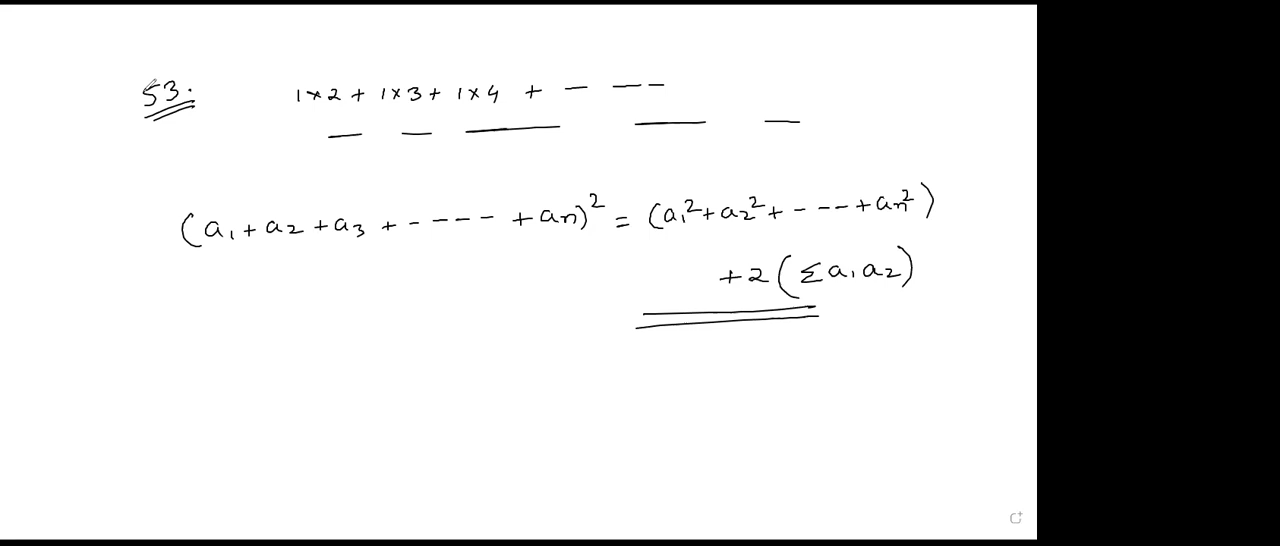 53. 1×2 + 1×3 + 1×4 + – – –
— — — — —
(a₁ + a₂ + a₃ + - - - - - + an)² = (a₁² + a₂² + - - - - + an²)
+2 (Σa₁a₂)